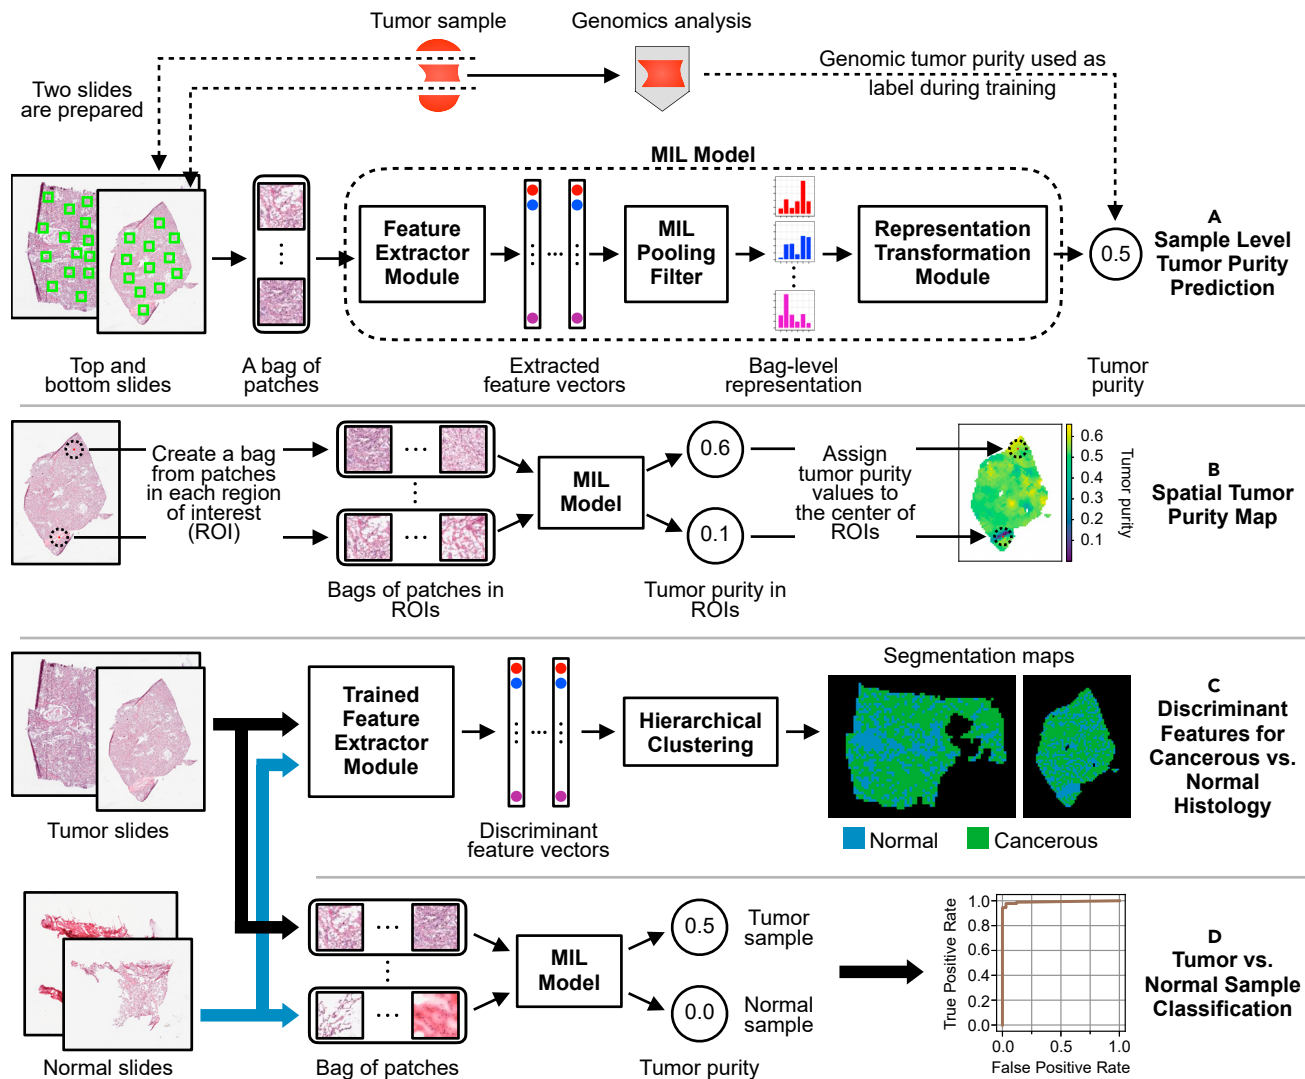 Tumor sample
Genomics analysis
Two slides
are prepared
Genomic tumor purity used as
label during training
MIL Model
Feature
Extractor
Module
MIL
Pooling
Filter
Representation
Transformation
Module
0.5
A
Sample Level
Tumor Purity
Prediction
Top and
bottom slides
A bag of
patches
Extracted
feature vectors
Bag-level
representation
Tumor
purity
Create a bag
from patches
in each region
of interest
(ROI)
MIL
Model
0.6
0.1
Assign
tumor purity
values to
the center of
ROIs
0.6
0.5
0.4
0.3
0.2
0.1
Tumor purity
B
Spatial Tumor
Purity Map
Bags of patches in
ROIs
Tumor purity in
ROIs
Trained
Feature
Extractor
Module
Hierarchical
Clustering
Segmentation maps
Normal
Cancerous
C
Discriminant
Features for
Cancerous vs.
Normal
Histology
Tumor slides
Discriminant
feature vectors
MIL
Model
0.5
Tumor
sample
0.0
Normal
sample
True Positive Rate
1.0
0.8
0.6
0.4
0.2
0.0
0.0
0.5
1.0
False Positive Rate
D
Tumor vs.
Normal Sample
Classification
Normal slides
Bag of patches
Tumor purity